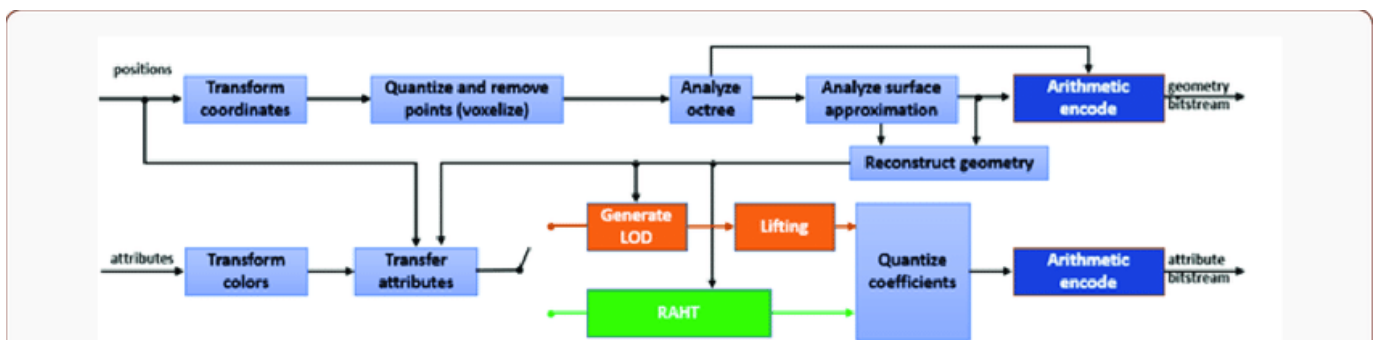 positions
Transform
coordinates
Quantize and remove
points (voxelize)
Analyze
octree
Analyze surface
approximation
Arithmetic
encode
geometry
bitstream
Reconstruct geometry
attributes
Transform
colors
Transfer
attributes
Generate
LOD
Lifting
RAHT
Quantize
coefficients
Arithmetic
encode
attribute
bitstream